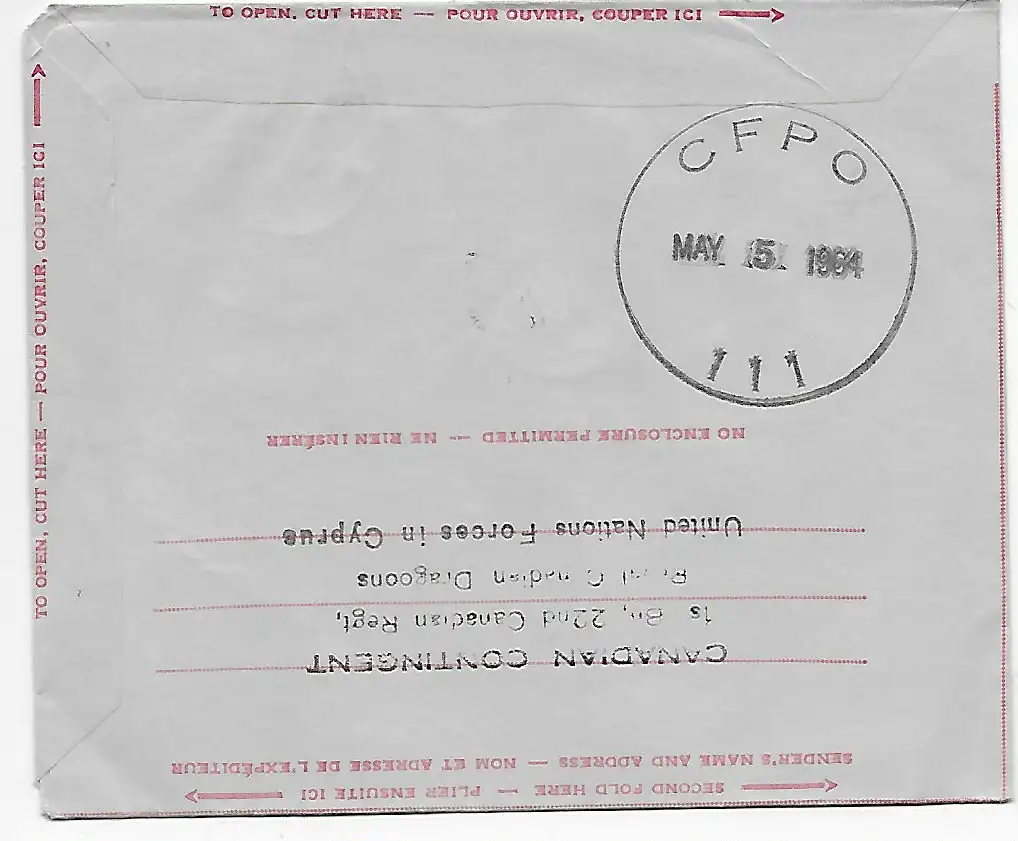 TO OPEN, CUT HERE — POUR OUVRIR, COUPER ICI
TO OPEN, CUT HERE — POUR OUVRIR, COUPER ICI
CFPO
MAY 5 1964
111
SECOND FOLD HERE — PLIER ENSUITE ICI
SENDER'S NAME AND ADDRESS — NOM ET ADRESSE DE L'EXPÉDITEUR
CANADIAN CONTINGENT
1s Bn, 22nd Canadian Regt,
Dragoons
United Nations Forces in Cyprus
NO ENCLOSURE PERMITTED — NE RIEN INSÉRER